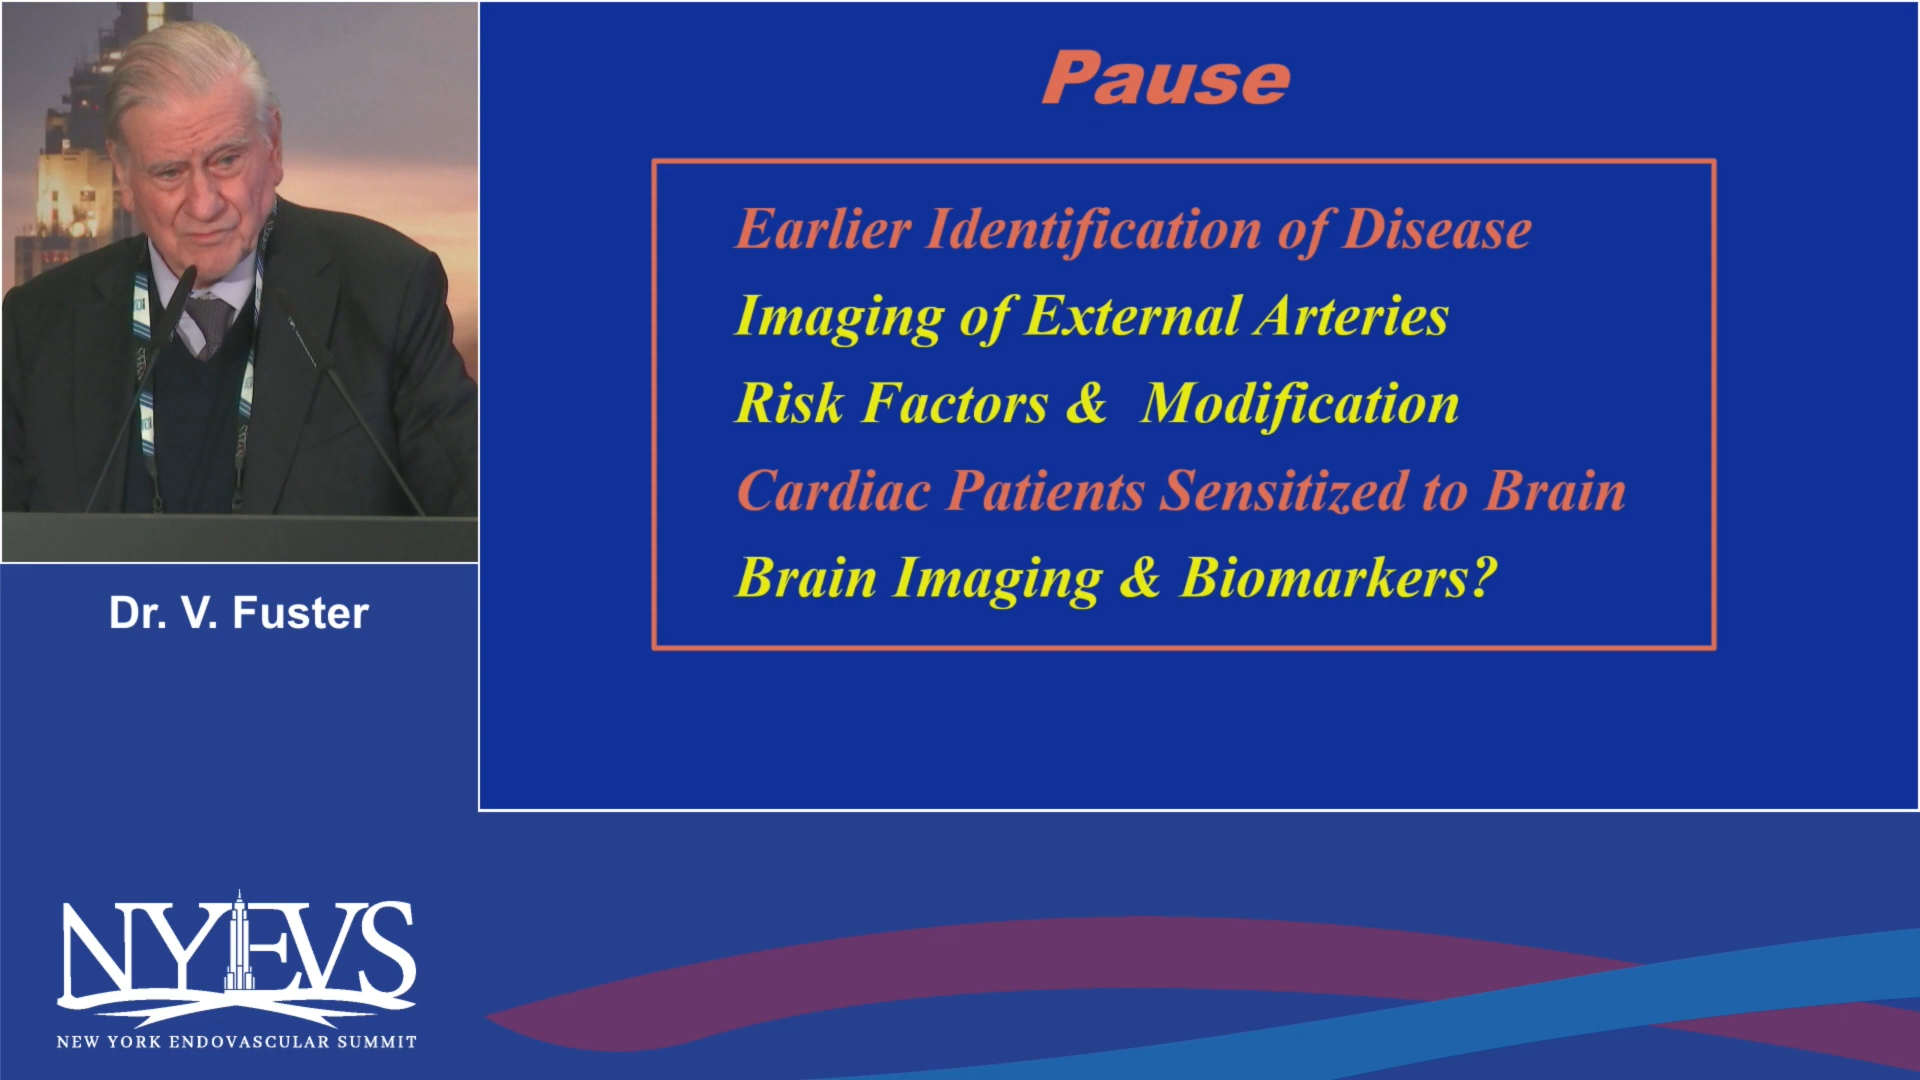 Pause
Earlier Identification of Disease
Imaging of External Arteries
Risk Factors & Modification
Cardiac Patients Sensitized to Brain
Brain Imaging & Biomarkers?
Dr. V. Fuster
NYEVS
NEW YORK ENDOVASCULAR SUMMIT